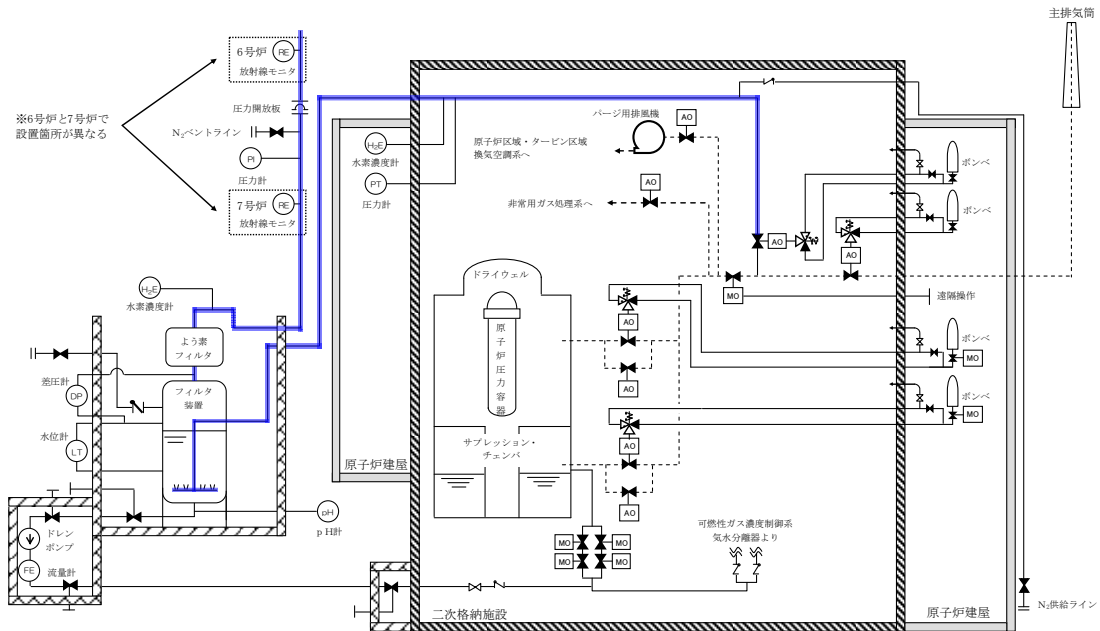 主排気筒
6号炉
RE
放射線モニタ
圧力開放板
※6号炉と7号炉で
設置箇所が異なる
N₂ベントライン
PI
圧力計
7号炉
RE
放射線モニタ
H₂E
水素濃度計
PT
圧力計
パージ用排風機
AO
原子炉区域・タービン区域
換気空調系へ
AO
非常用ガス処理系へ
ボンベ
ボンベ
AO
AO
MO
遠隔操作
H₂E
水素濃度計
よう素
フィルタ
差圧計
DP
フィルタ
装置
水位計
LT
ドライウェル
原子炉圧力容器
サプレッション・
チェンバ
AO
AO
ボンベ
MO
AO
AO
ボンベ
MO
原子炉建屋
pH
pH計
ドレン
ポンプ
FE
流量計
MO
MO
MO
MO
可燃性ガス濃度制御系
気水分離器より
二次格納施設
原子炉建屋
N₂供給ライン